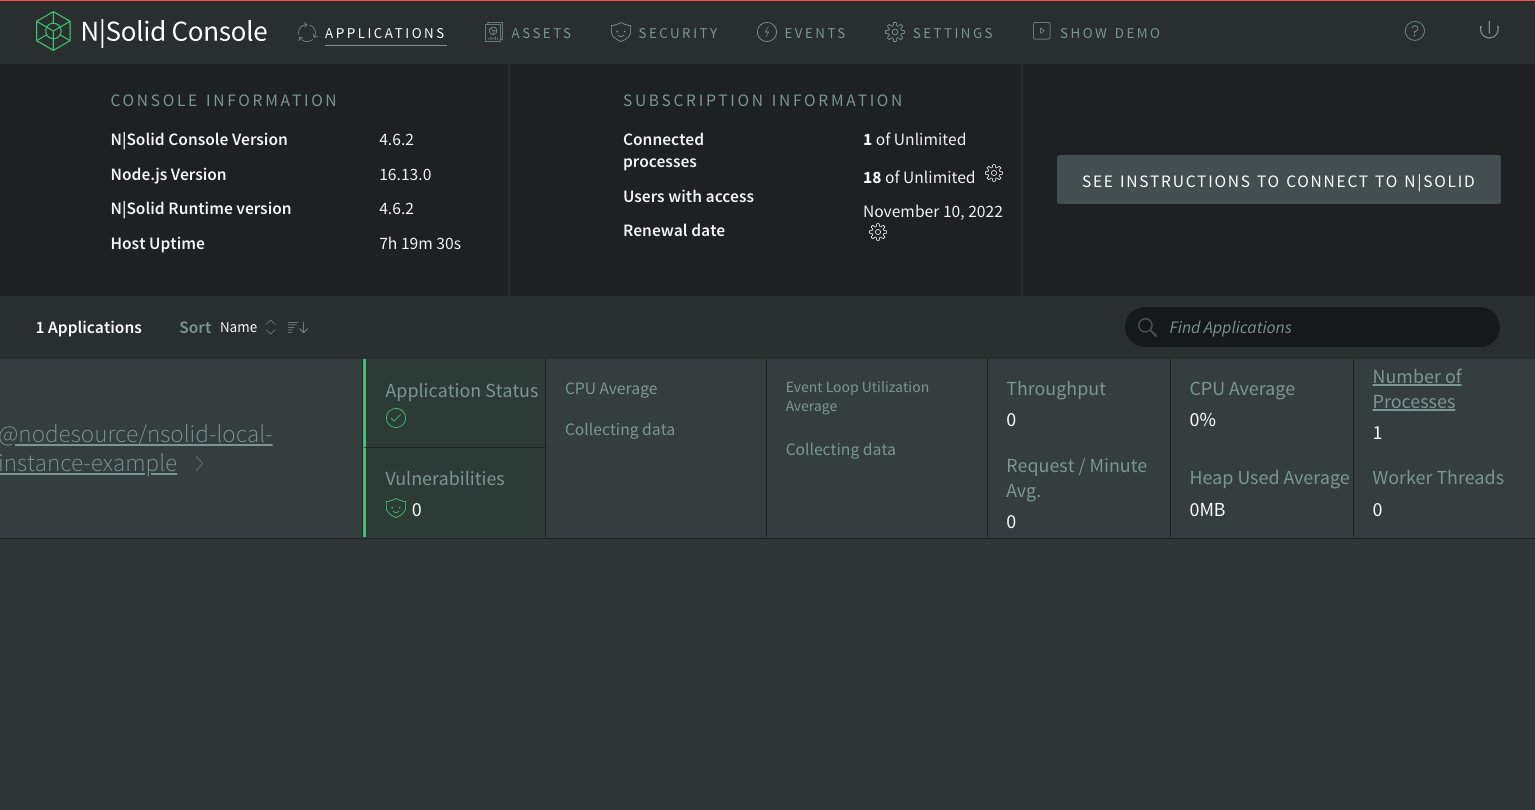 N|Solid Console
APPLICATIONS
ASSETS
SECURITY
EVENTS
SETTINGS
SHOW DEMO
CONSOLE INFORMATION
N|Solid Console Version 4.6.2
Node.js Version 16.13.0
N|Solid Runtime version 4.6.2
Host Uptime 7h 19m 30s
SUBSCRIPTION INFORMATION
Connected
processes
1 of Unlimited
Users with access
18 of Unlimited
Renewal date
November 10, 2022
SEE INSTRUCTIONS TO CONNECT TO N|SOLID
1 Applications
Sort Name
Find Applications
@nodesource/nsolid-local-
instance-example
Application Status
Vulnerabilities
0
CPU Average
Collecting data
Event Loop Utilization
Average
Collecting data
Throughput
0
Request / Minute
Avg.
0
CPU Average
0%
Heap Used Average
0MB
Number of
Processes
1
Worker Threads
0